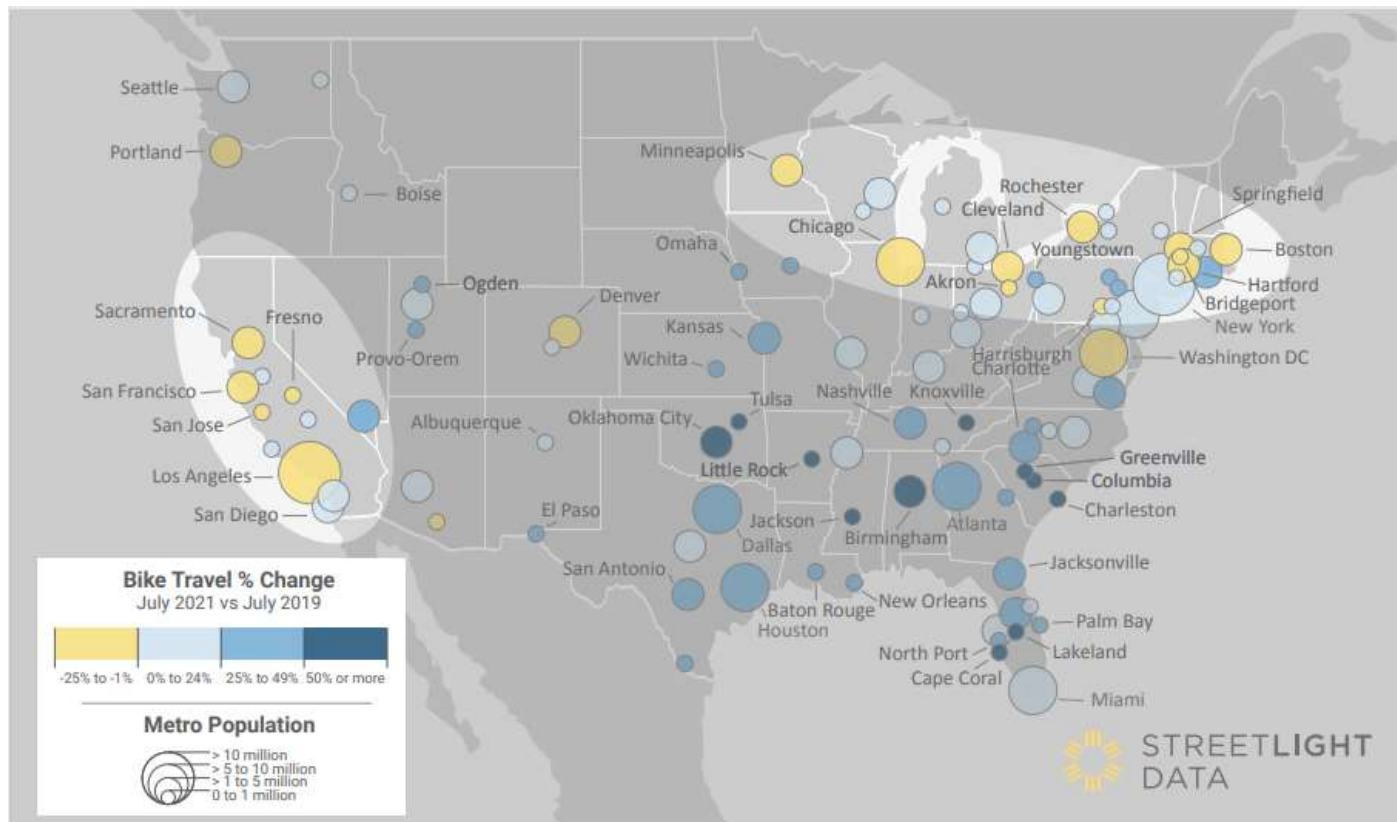 Seattle
Portland
Boise
Minneapolis
Rochester
Cleveland
Springfield
Chicago
Youngstown
Boston
Omaha
Akron
Hartford
Bridgeport
New York
Ogden
Denver
Sacramento
Fresno
Kansas
Harrisburgh
Charlotte
Washington DC
Provo-Orem
Wichita
San Francisco
Nashville
Knoxville
Tulsa
Oklahoma City
Albuquerque
San Jose
Little Rock
Greenville
Columbia
Los Angeles
San Diego
El Paso
Charleston
Jackson
Birmingham
Atlanta
Dallas
Jacksonville
San Antonio
New Orleans
Baton Rouge
Houston
Palm Bay
North Port
Lakeland
Cape Coral
Miami
Bike Travel % Change
July 2021 vs July 2019
-25% to -1% 0% to 24% 25% to 49% 50% or more
Metro Population
> 10 million
> 5 to 10 million
> 1 to 5 million
0 to 1 million
STREETLIGHT
DATA